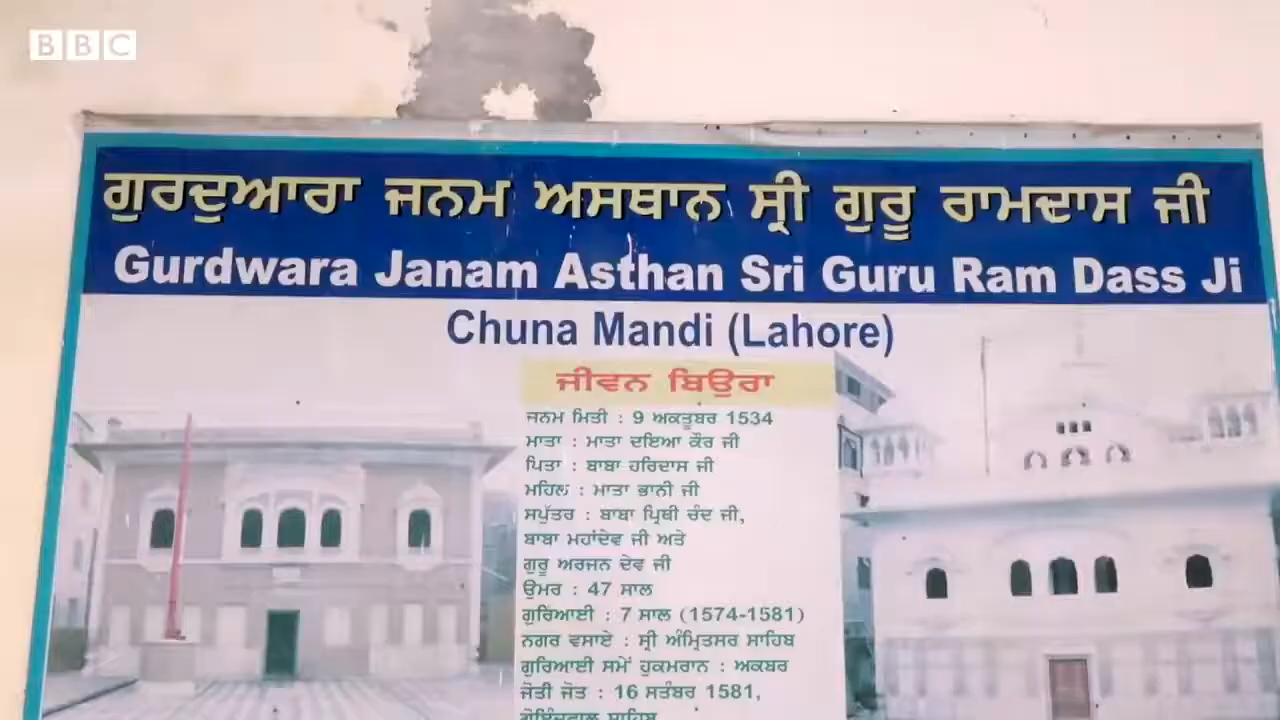 BBC
ਗੁਰਦੁਆਰਾ ਜਨਮ ਅਸਥਾਨ ਸ੍ਰੀ ਗੁਰੂ ਰਾਮਦਾਸ ਜੀ
Gurdwara Janam Asthan Sri Guru Ram Dass Ji
Chuna Mandi (Lahore)
ਜੀਵਨ ਬਿਉਰਾ
ਜਨਮ ਮਿਤੀ : 9 ਅਕਤੂਬਰ 1534
ਮਾਤਾ : ਮਾਤਾ ਦਇਆ ਕੌਰ ਜੀ
ਪਿਤਾ : ਬਾਬਾ ਹਰਿਦਾਸ ਜੀ
ਮਹਿਲ : ਮਾਤਾ ਭਾਨੀ ਜੀ
ਸਪੁੱਤਰ : ਬਾਬਾ ਪ੍ਰਿਥੀ ਚੰਦ ਜੀ,
ਬਾਬਾ ਮਹਾਂਦੇਵ ਜੀ ਅਤੇ
ਗੁਰੂ ਅਰਜਨ ਦੇਵ ਜੀ
ਉਮਰ : 47 ਸਾਲ
ਗੁਰਿਆਈ : 7 ਸਾਲ (1574-1581)
ਨਗਰ ਵਸਾਏ : ਸ੍ਰੀ ਅੰਮ੍ਰਿਤਸਰ ਸਾਹਿਬ
ਗੁਰਿਆਈ ਸਮੇਂ ਹੁਕਮਰਾਨ : ਅਕਬਰ
ਜੋਤੀ ਜੋਤ : 16 ਸਤੰਬਰ 1581,
ਗੋਇੰਦਵਾਲ ਸਾਹਿਬ